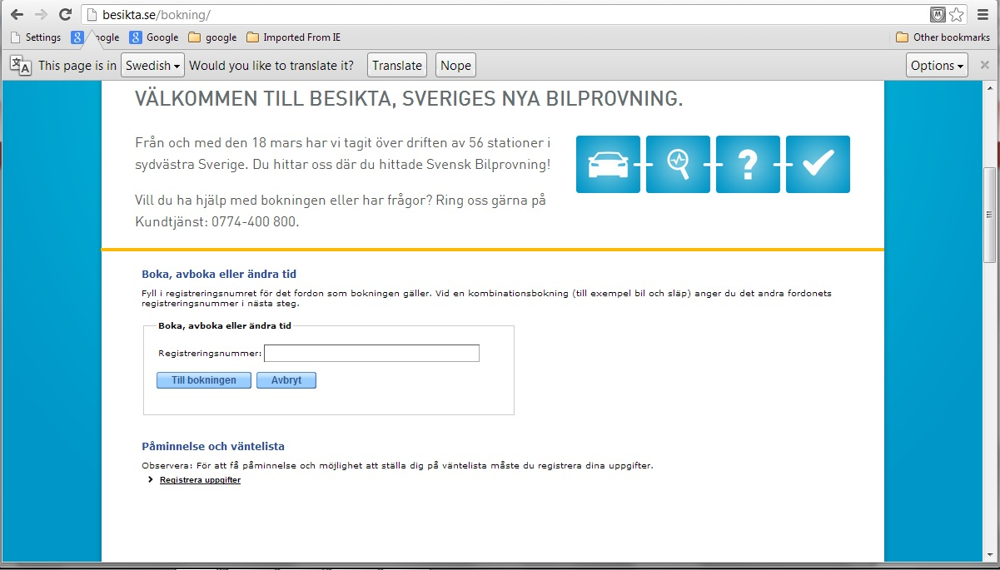 besikta.se/bokning/
Settings Google google Imported From IE Other bookmarks
This page is in Swedish Would you like to translate it? Translate Nope Options
VÄLKOMMEN TILL BESIKTA, SVERIGES NYA BILPROVNING.
Från och med den 18 mars har vi tagit över driften av 56 stationer i
sydvästra Sverige. Du hittar oss där du hittade Svensk Bilprovning!
Vill du ha hjälp med bokningen eller har frågor? Ring oss gärna på
Kundtjänst: 0774-400 800.
?
Boka, avboka eller ändra tid
Fyll i registreringsnumret för det fordon som bokningen gäller. Vid en kombinationsbokning (till exempel bil och släp) anger du det andra fordonets
registreringsnummer i nästa steg.
Boka, avboka eller ändra tid
Registreringsnummer:
Till bokningen Avbryt
Påminnelse och väntelista
Observera: För att få påminnelse och möjlighet att ställa dig på väntelista måste du registrera dina uppgifter.
Registrera uppgifter